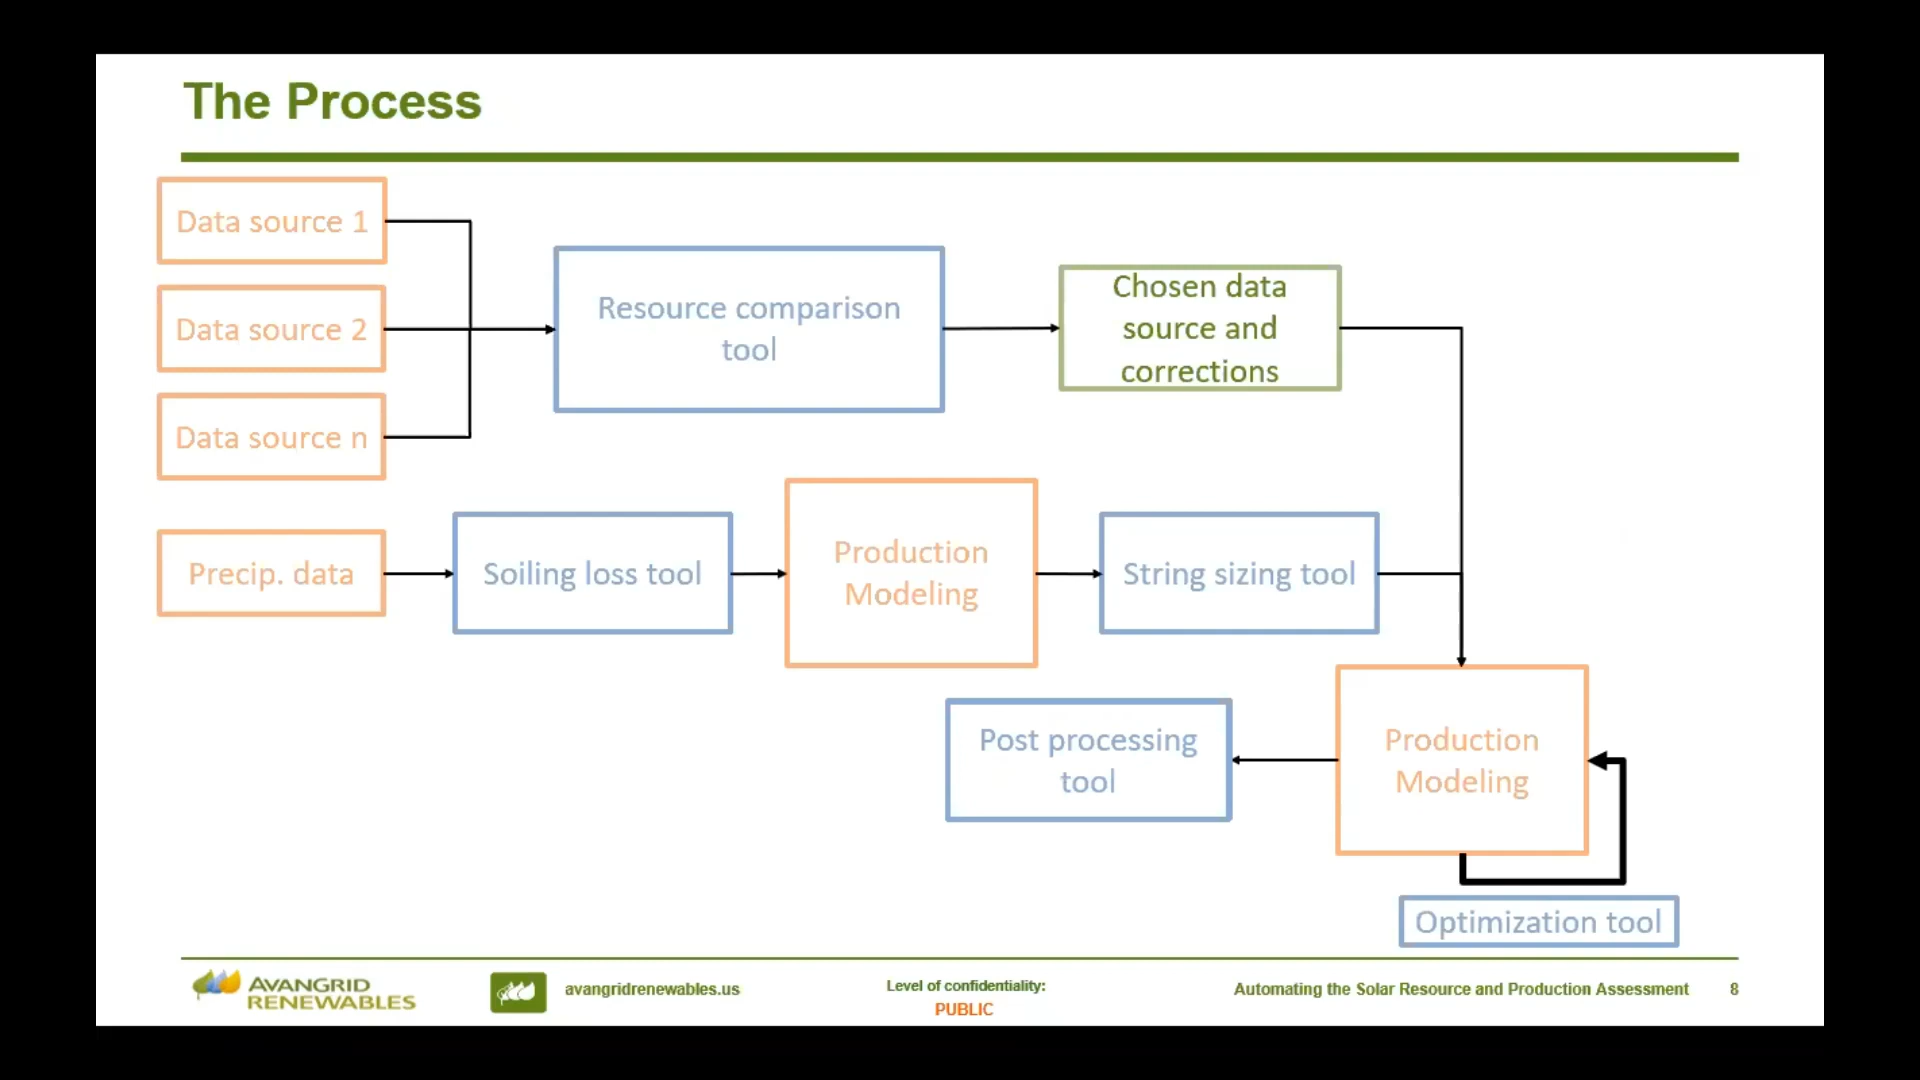 The Process
Data source 1
Data source 2
Data source n
Resource comparison
tool
Chosen data
source and
corrections
Precip. data
Soiling loss tool
Production
Modeling
String sizing tool
Post processing
tool
Production
Modeling
Optimization tool
AVANGRID
RENEWABLES
avangridrenewables.us
Level of confidentiality:
PUBLIC
Automating the Solar Resource and Production Assessment
8